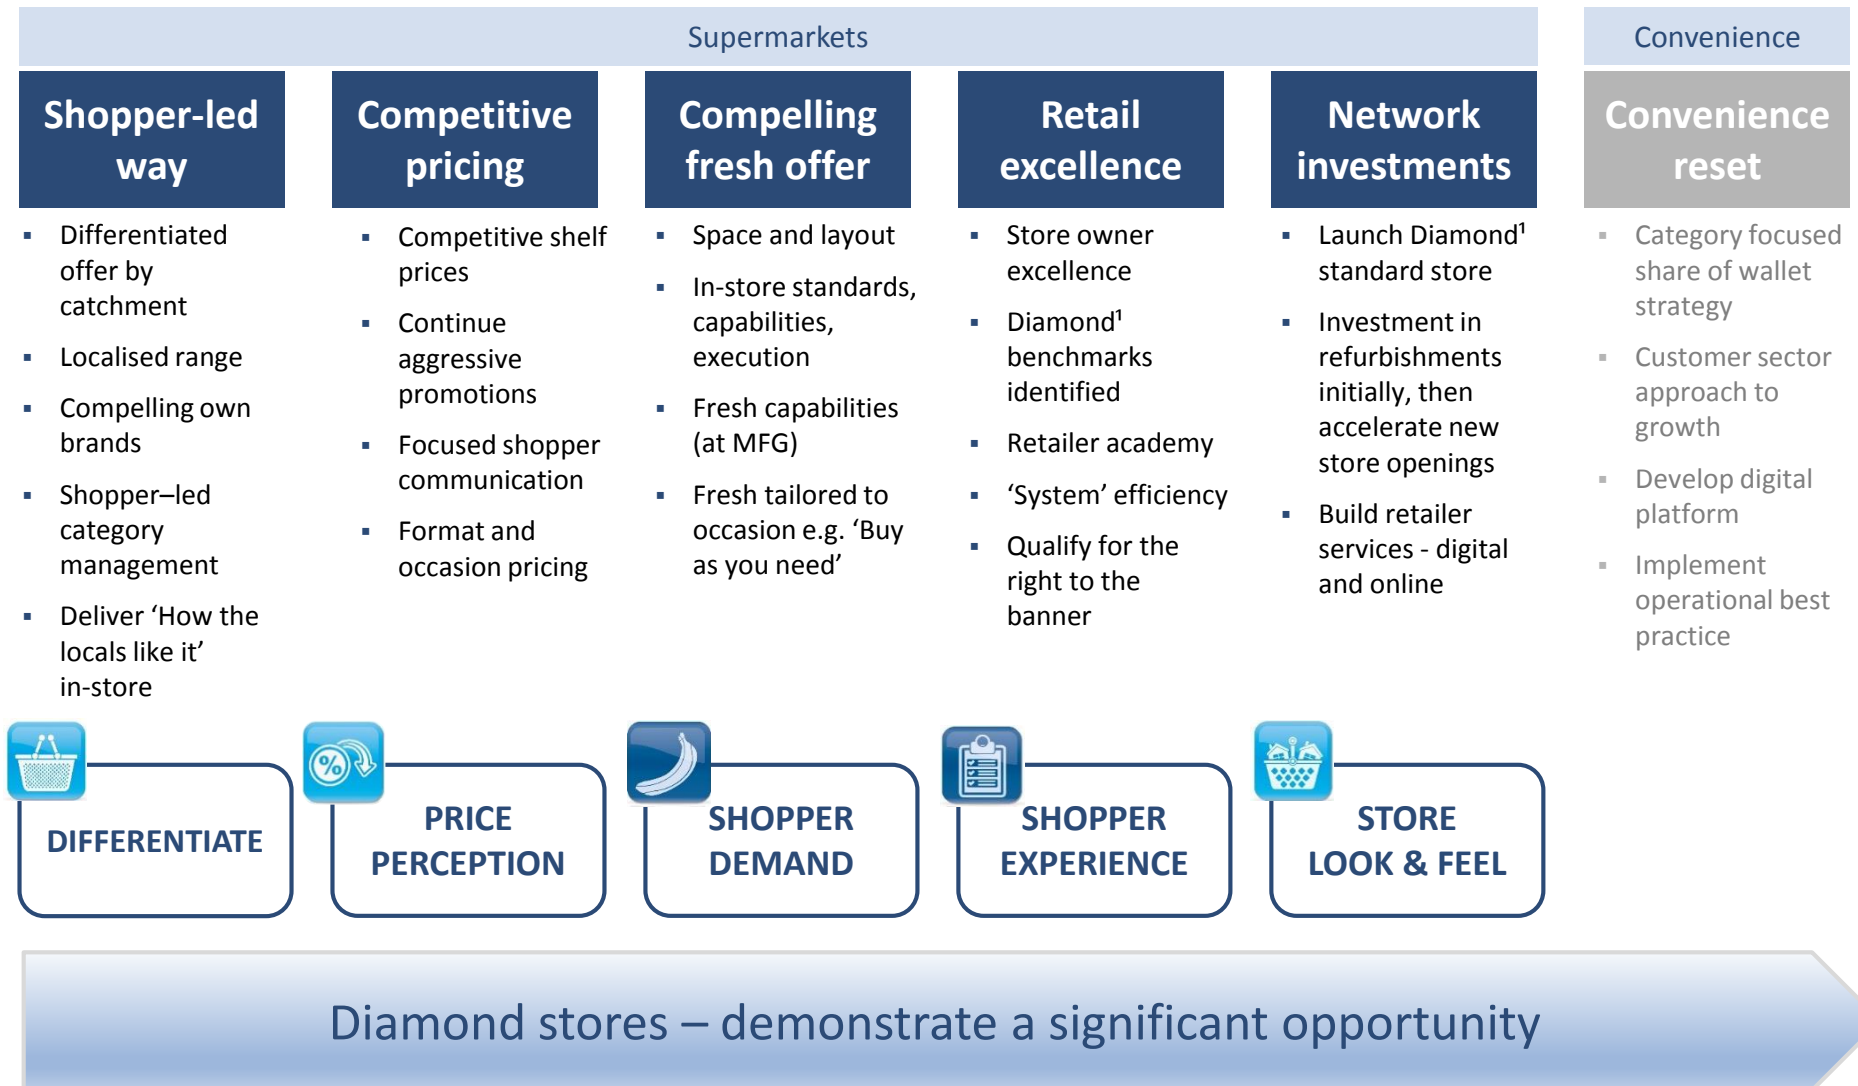 Supermarkets
Convenience
Shopper-led
way
▪ Differentiated
offer by
catchment
▪ Localised range
▪ Compelling own
brands
▪ Shopper–led
category
management
▪ Deliver ‘How the
locals like it’
in-store
Competitive
pricing
▪ Competitive shelf
prices
▪ Continue
aggressive
promotions
▪ Focused shopper
communication
▪ Format and
occasion pricing
Compelling
fresh offer
▪ Space and layout
▪ In-store standards,
capabilities,
execution
▪ Fresh capabilities
(at MFG)
▪ Fresh tailored to
occasion e.g. ‘Buy
as you need’
Retail
excellence
▪ Store owner
excellence
▪ Diamond¹
benchmarks
identified
▪ Retailer academy
▪ ‘System’ efficiency
▪ Qualify for the
right to the
banner
Network
investments
▪ Launch Diamond¹
standard store
▪ Investment in
refurbishments
initially, then
accelerate new
store openings
▪ Build retailer
services - digital
and online
Convenience
reset
▪ Category focused
share of wallet
strategy
▪ Customer sector
approach to
growth
▪ Develop digital
platform
▪ Implement
operational best
practice
DIFFERENTIATE
%
PRICE
PERCEPTION
SHOPPER
DEMAND
SHOPPER
EXPERIENCE
STORE
LOOK & FEEL
Diamond stores – demonstrate a significant opportunity